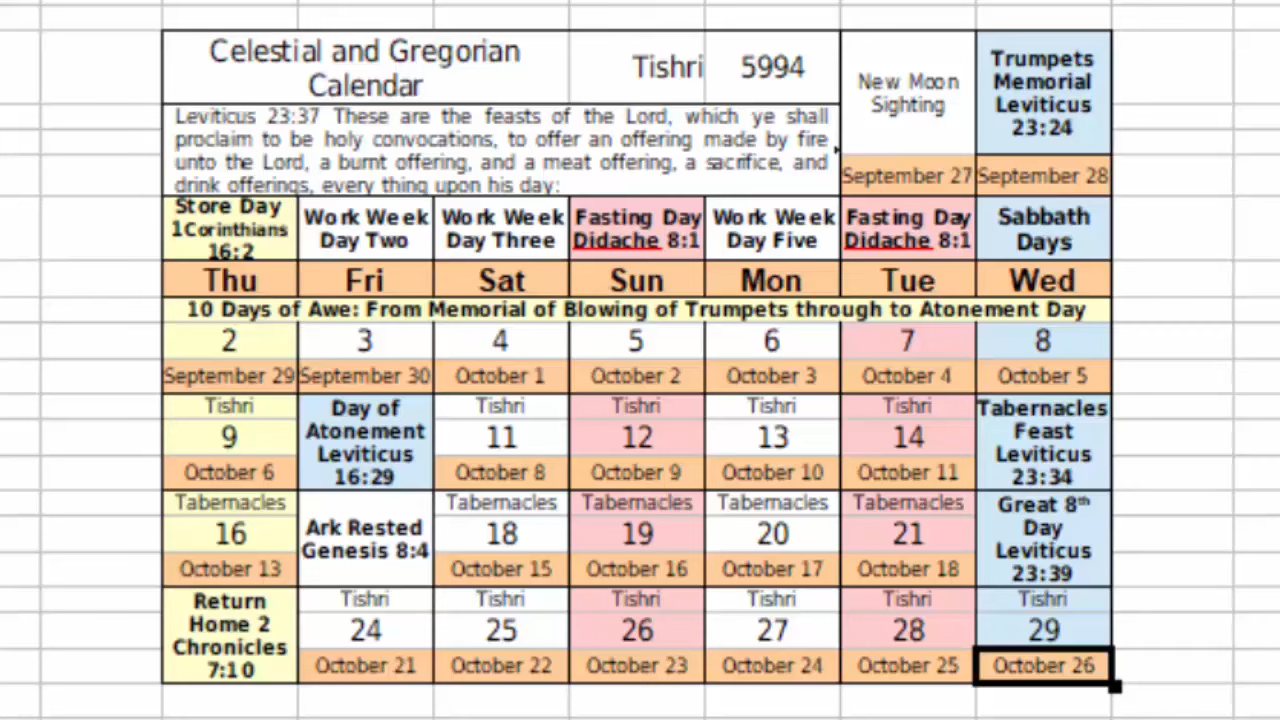 Celestial and Gregorian
Calendar
Tishri 5994
New Moon
Sighting
Trumpets
Memorial
Leviticus
23:24
Leviticus 23:37 These are the feasts of the Lord, which ye shall
proclaim to be holy convocations, to offer an offering made by fire
unto the Lord, a burnt offering, and a meat offering, a sacrifice, and
drink offerings, every thing upon his day:
September 27
September 28
Store Day
1Corinthians
16:2
Work Week
Day Two
Work Week
Day Three
Fasting Day
Didache 8:1
Work Week
Day Five
Fasting Day
Didache 8:1
Sabbath
Days
Thu Fri Sat Sun Mon Tue Wed
10 Days of Awe: From Memorial of Blowing of Trumpets through to Atonement Day
2 3 4 5 6 7 8
September 29 September 30 October 1 October 2 October 3 October 4 October 5
Tishri
9
October 6
Day of
Atonement
Leviticus
16:29
Tishri
11
October 8
Tishri
12
October 9
Tishri
13
October 10
Tishri
14
October 11
Tabernacles
Feast
Leviticus
23:34
Tabernacles
16
October 13
Ark Rested
Genesis 8:4
Tabernacles
18
October 15
Tabernacles
19
October 16
Tabernacles
20
October 17
Tabernacles
21
October 18
Great 8th
Day
Leviticus
23:39
Return
Home 2
Chronicles
7:10
Tishri
24
October 21
Tishri
25
October 22
Tishri
26
October 23
Tishri
27
October 24
Tishri
28
October 25
Tishri
29
October 26